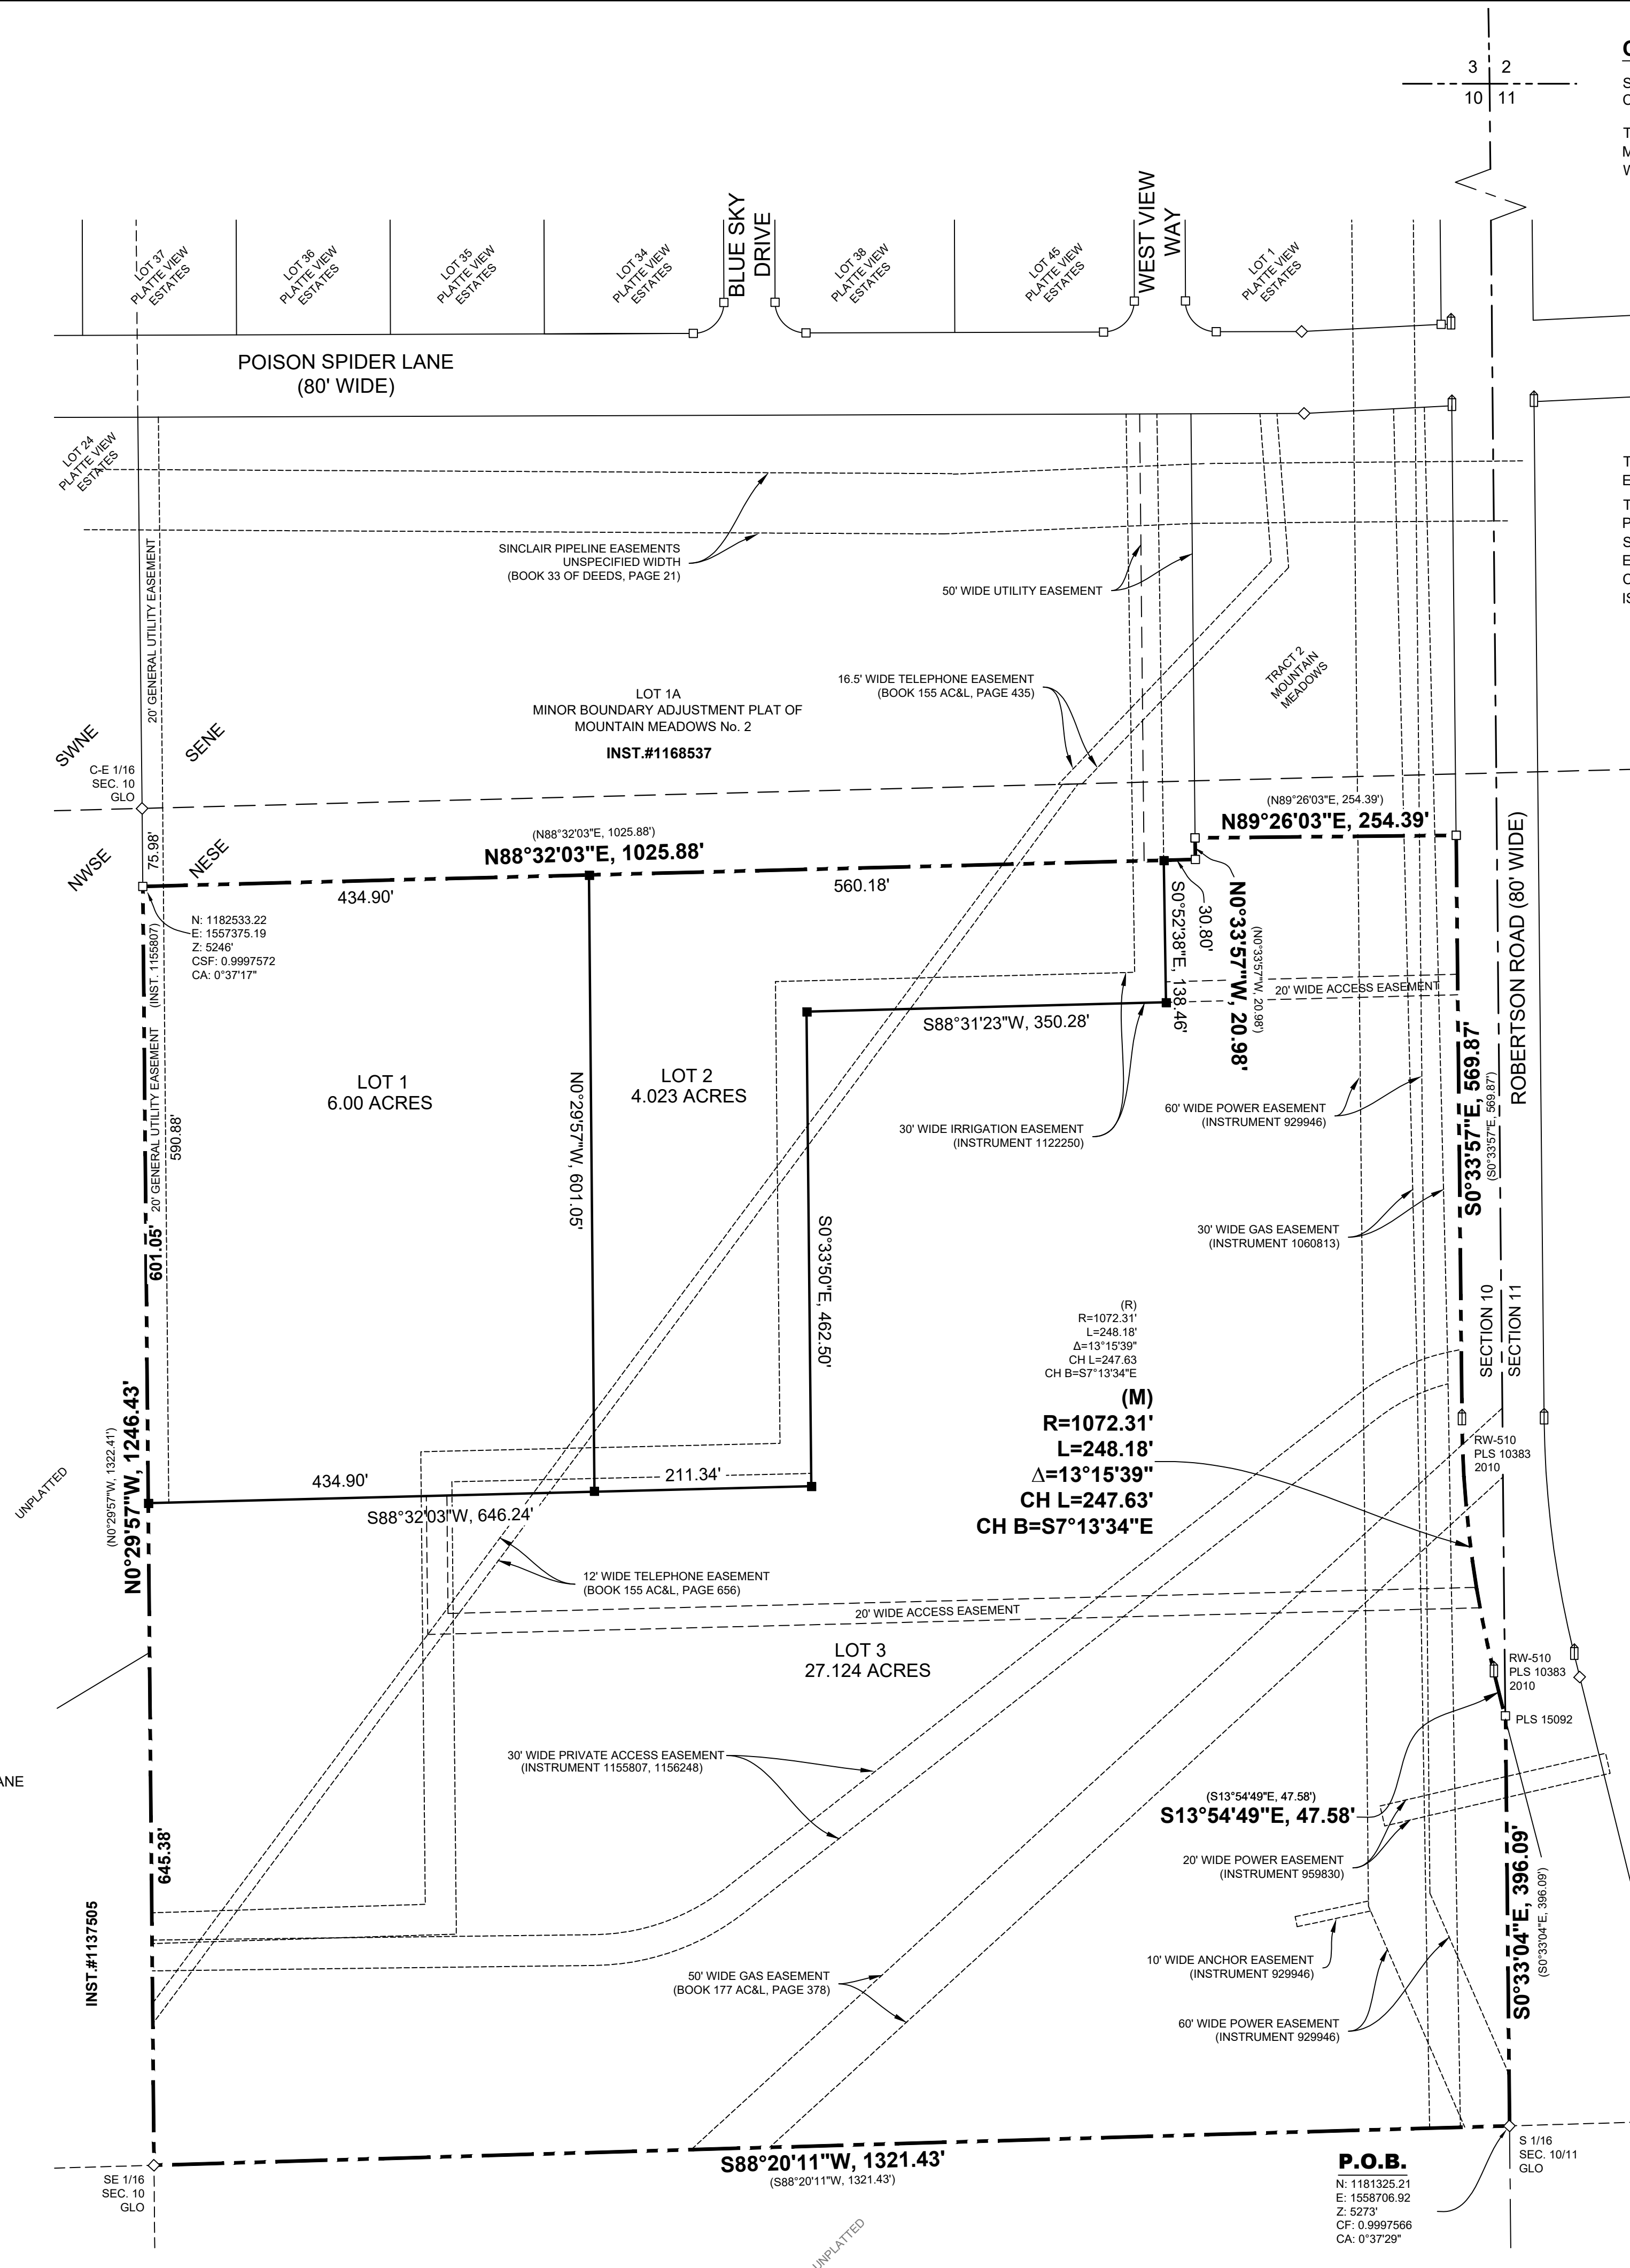 3 2
10 11
LOT 37
PLATTE VIEW
ESTATES
LOT 36
PLATTE VIEW
ESTATES
LOT 35
PLATTE VIEW
ESTATES
LOT 34
PLATTE VIEW
ESTATES
BLUE SKY
DRIVE
LOT 38
PLATTE VIEW
ESTATES
LOT 45
PLATTE VIEW
ESTATES
WEST VIEW
WAY
LOT 1
PLATTE VIEW
ESTATES
POISON SPIDER LANE
(80' WIDE)
LOT 24
PLATTE VIEW
ESTATES
20' GENERAL UTILITY EASEMENT
SINCLAIR PIPELINE EASEMENTS
UNSPECIFIED WIDTH
(BOOK 33 OF DEEDS, PAGE 21)
50' WIDE UTILITY EASEMENT
16.5' WIDE TELEPHONE EASEMENT
(BOOK 155 AC&L, PAGE 435)
TRACT 2
MOUNTAIN
MEADOWS
LOT 1A
MINOR BOUNDARY ADJUSTMENT PLAT OF
MOUNTAIN MEADOWS No. 2
INST.#1168537
SWNE
SENE
C-E 1/16
SEC. 10
GLO
75.98'
NWSE
NESE
(N88°32'03"E, 1025.88')
N88°32'03"E, 1025.88'
434.90'
560.18'
(N89°26'03"E, 254.39')
N89°26'03"E, 254.39'
ROBERTSON ROAD (80' WIDE)
N: 1182533.22
E: 1557375.19
Z: 5246'
CSF: 0.9997572
CA: 0°37'17"
S0°52'38"E, 138.46'
30.80'
N0°33'57"W, 20.98'
(N0°33'57"W, 20.98')
20' WIDE ACCESS EASEMENT
S88°31'23"W, 350.28'
20' GENERAL UTILITY EASEMENT (INST. 1155807)
590.88'
601.05'
LOT 1
6.00 ACRES
N0°29'57"W, 601.05'
LOT 2
4.023 ACRES
30' WIDE IRRIGATION EASEMENT
(INSTRUMENT 1122250)
60' WIDE POWER EASEMENT
(INSTRUMENT 929946)
S0°33'57"E, 569.87'
(S0°33'57"E, 569.87')
S0°33'50"E, 462.50'
30' WIDE GAS EASEMENT
(INSTRUMENT 1060813)
SECTION 10
SECTION 11
(R)
R=1072.31'
L=248.18'
Δ=13°15'39"
CH L=247.63
CH B=S7°13'34"E
(M)
R=1072.31'
L=248.18'
Δ=13°15'39"
CH L=247.63'
CH B=S7°13'34"E
RW-510
PLS 10383
2010
UNPLATTED
(N0°29'57"W, 1322.41')
N0°29'57"W, 1246.43'
434.90'
211.34'
S88°32'03"W, 646.24'
12' WIDE TELEPHONE EASEMENT
(BOOK 155 AC&L, PAGE 656)
20' WIDE ACCESS EASEMENT
LOT 3
27.124 ACRES
RW-510
PLS 10383
2010
PLS 15092
30' WIDE PRIVATE ACCESS EASEMENT
(INSTRUMENT 1155807, 1156248)
ANE
(S13°54'49"E, 47.58')
S13°54'49"E, 47.58'
645.38'
20' WIDE POWER EASEMENT
(INSTRUMENT 959830)
S0°33'04"E, 396.09'
(S0°33'04"E, 396.09')
INST.#1137505
10' WIDE ANCHOR EASEMENT
(INSTRUMENT 929946)
50' WIDE GAS EASEMENT
(BOOK 177 AC&L, PAGE 378)
60' WIDE POWER EASEMENT
(INSTRUMENT 929946)
S88°20'11"W, 1321.43'
(S88°20'11"W, 1321.43')
SE 1/16
SEC. 10
GLO
P.O.B.
N: 1181325.21
E: 1558706.92
Z: 5273'
CF: 0.9997566
CA: 0°37'29"
S 1/16
SEC. 10/11
GLO
UNPLATTED